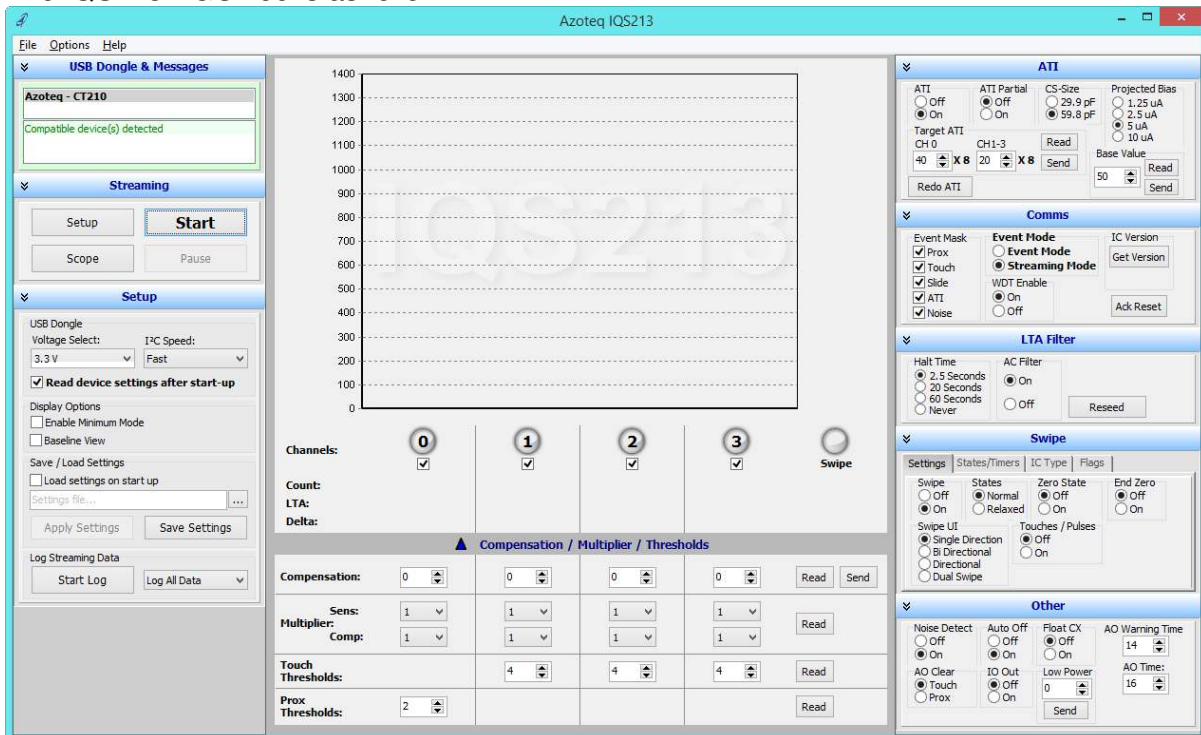 Azoteq IQS213
File Options Help
USB Dongle & Messages
Azoteq - CT210
Compatible device(s) detected
Streaming
Setup Start
Scope Pause
Setup
USB Dongle
Voltage Select: I²C Speed:
3.3 V Fast
Read device settings after start-up
Display Options
Enable Minimum Mode
Baseline View
Save / Load Settings
Load settings on start up
Settings file... ...
Apply Settings Save Settings
Log Streaming Data
Start Log Log All Data
1400
1300
1200
1100
1000
900
800
700
600
500
400
300
200
100
0
IQS213
Channels: 0 1 2 3 Swipe
Count:
LTA:
Delta:
Compensation / Multiplier / Thresholds
Compensation: 0 0 0 0 Read Send
Sens: 1 1 1 1
Multiplier: Read
Comp: 1 1 1 1
Touch
Thresholds: 4 4 4 Read
Prox
Thresholds: 2 Read
ATI
ATI ATI Partial CS-Size Projected Bias
Off Off 29.9 pF 1.25 uA
On On 59.8 pF 2.5 uA
5 uA
10 uA
Target ATI
CH 0 CH1-3 Read
40 X 8 20 X 8 Send
Base Value
50 Read
Send
Redo ATI
Comms
Event Mask Event Mode IC Version
Prox Event Mode Get Version
Touch Streaming Mode
Slide WDT Enable
ATI On Ack Reset
Noise Off
LTA Filter
Halt Time AC Filter
2.5 Seconds On
20 Seconds
60 Seconds Off Reseed
Never
Swipe
Settings States/Timers IC Type Flags
Swipe States Zero State End Zero
Off Normal Off Off
On Relaxed On On
Swipe UI Touches / Pulses
Single Direction Off
Bi Directional On
Directional
Dual Swipe
Other
Noise Detect Auto Off Float CX AO Warning Time
Off Off Off 14
On On On
AO Clear IO Out Low Power AO Time:
Touch Off 0 16
Prox On Send